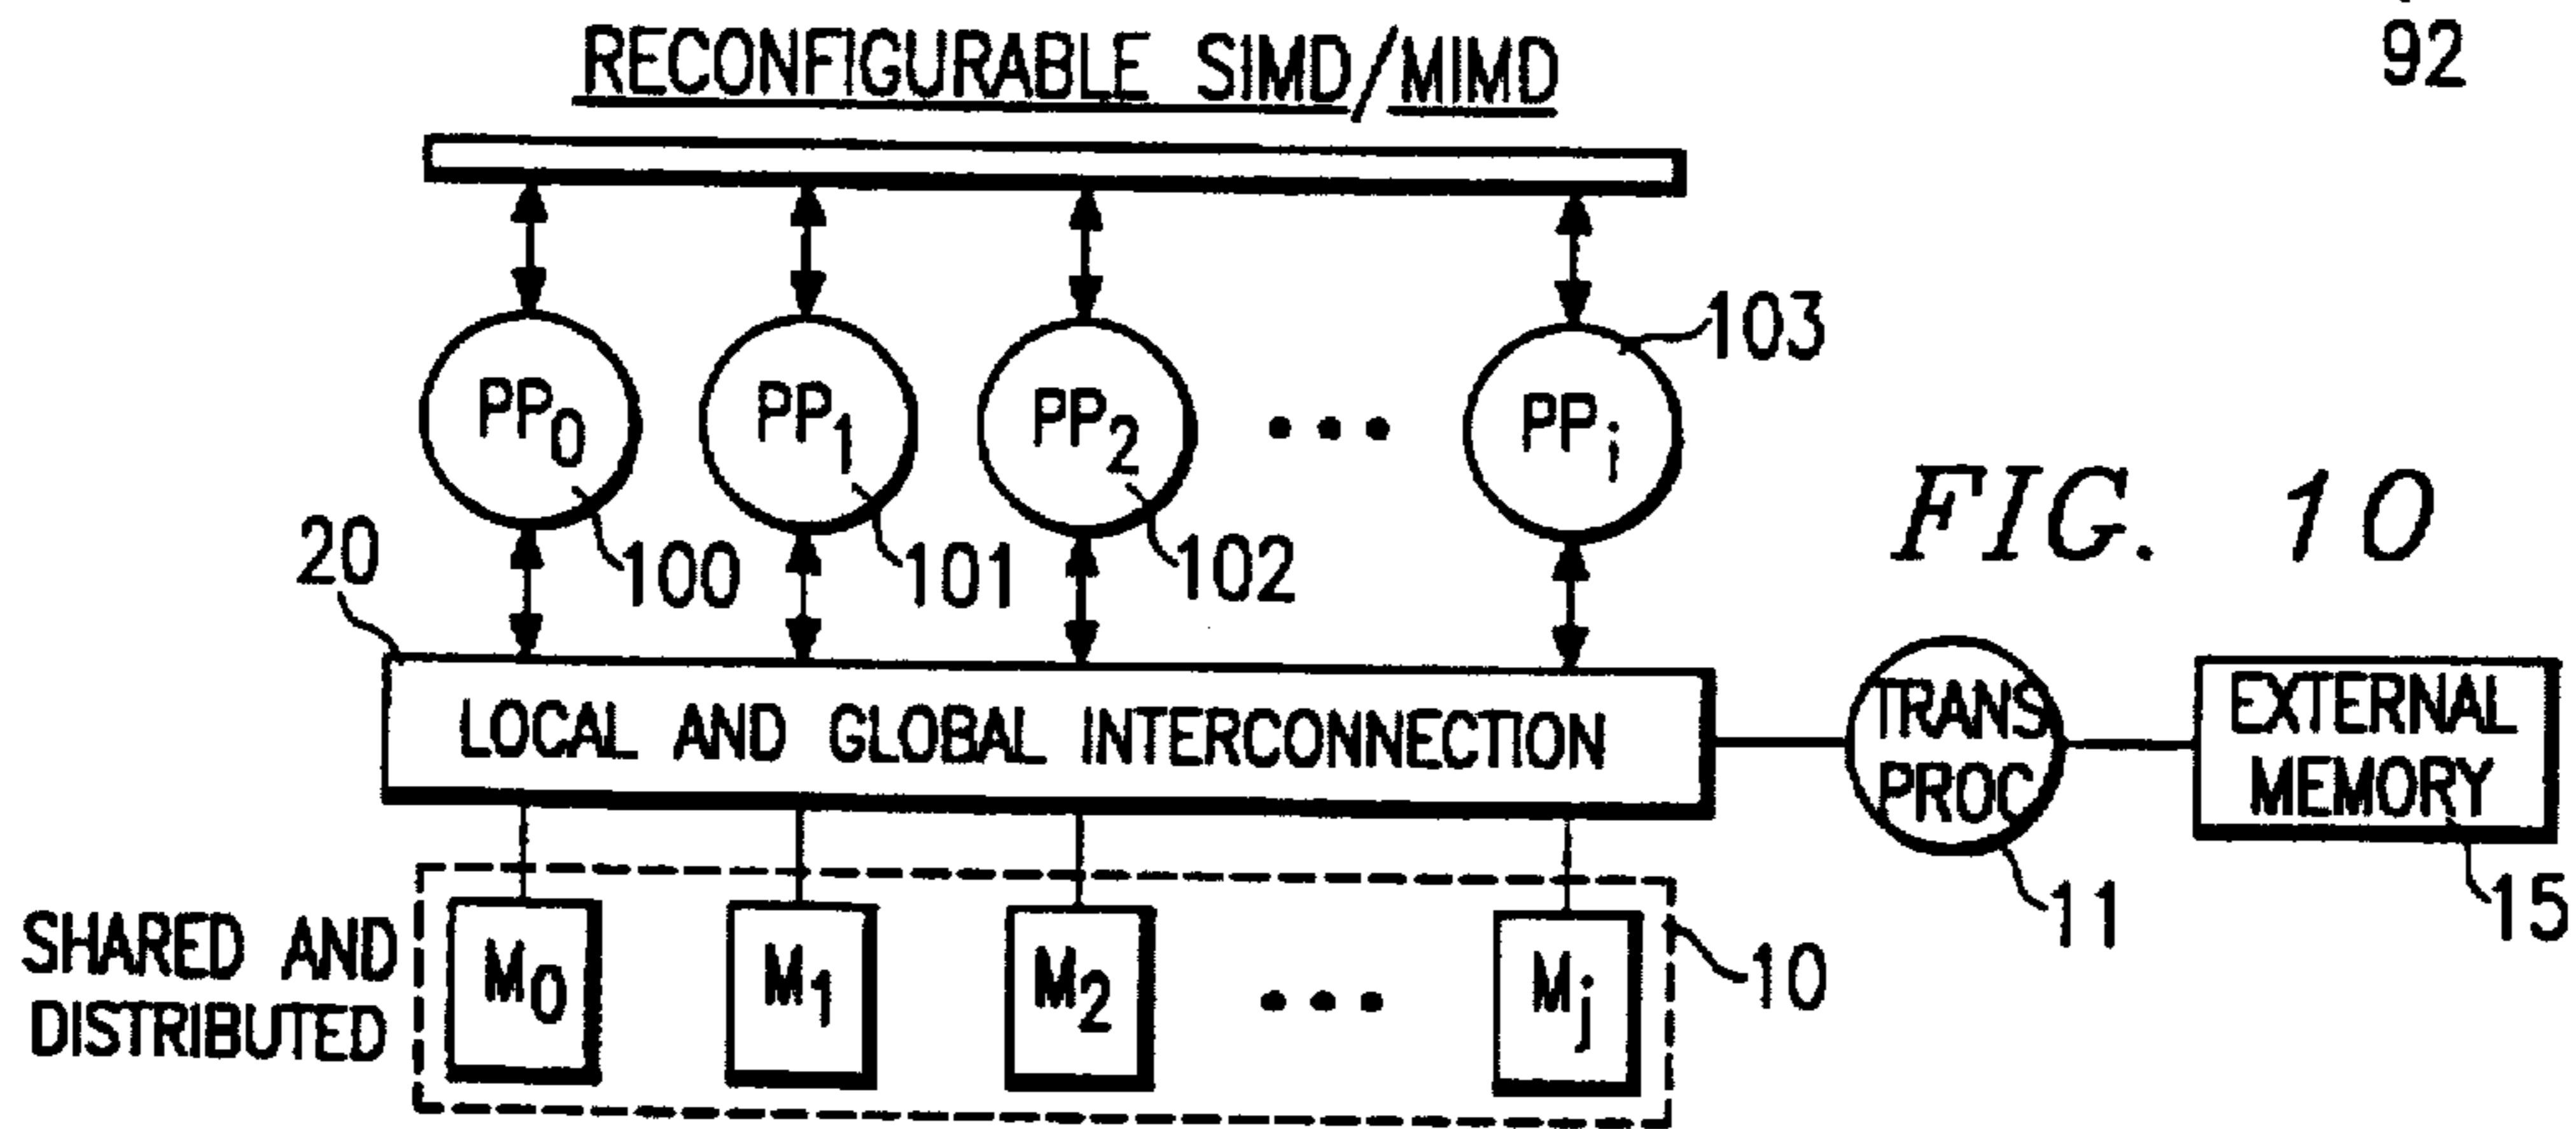 92
RECONFIGURABLE SIMD/MIMD
103
PP0 PP1 PP2 ••• PPi
FIG. 10
20 100 101 102
LOCAL AND GLOBAL INTERCONNECTION
TRANS
PROC
EXTERNAL
MEMORY
11
15
SHARED AND
DISTRIBUTED
M0 M1 M2 ••• Mj
10